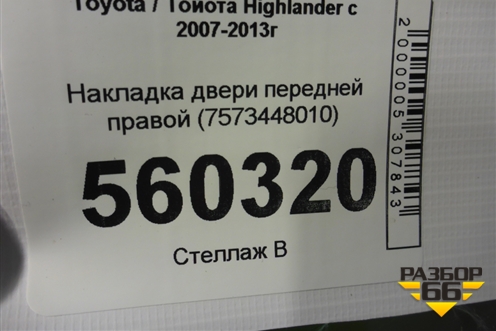 Toyota / Тойота Highlander с
2007-2013г
Накладка двери передней
правой (7573448010)
560320
Стеллаж В
2000005307843
РАЗБОР
66